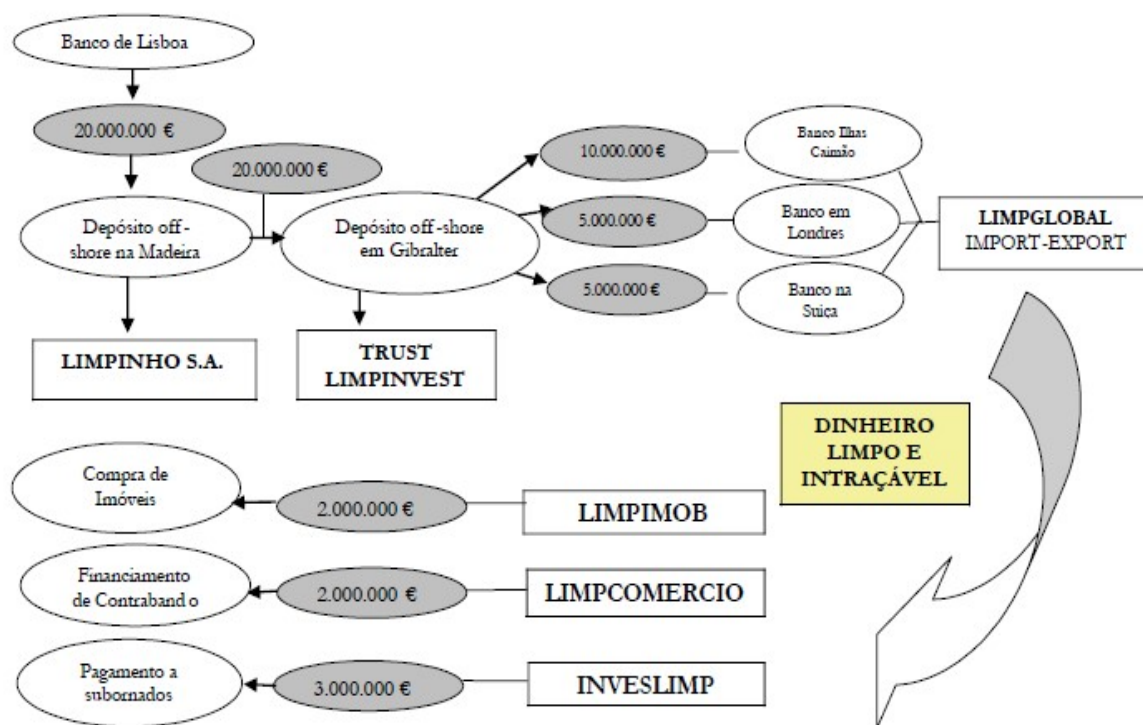 Banco de Lisboa
20.000.000 €
20.000.000 €
Depósito off-
shore na Madeira
Depósito off-shore
em Gibralter
10.000.000 €
5.000.000 €
5.000.000 €
Banco Ilhas
Caimão
Banco em
Londres
Banco na
Suiça
LIMPGLOBAL
IMPORT-EXPORT
LIMPINHO S.A.
TRUST
LIMPINVEST
DINHEIRO
LIMPO E
INTRAÇÁVEL
Compra de
Imóveis
2.000.000 €
LIMPIMOB
Financiamento
de Contraband o
2.000.000 €
LIMPCOMERCIO
Pagamento a
subornados
3.000.000 €
INVESLIMP